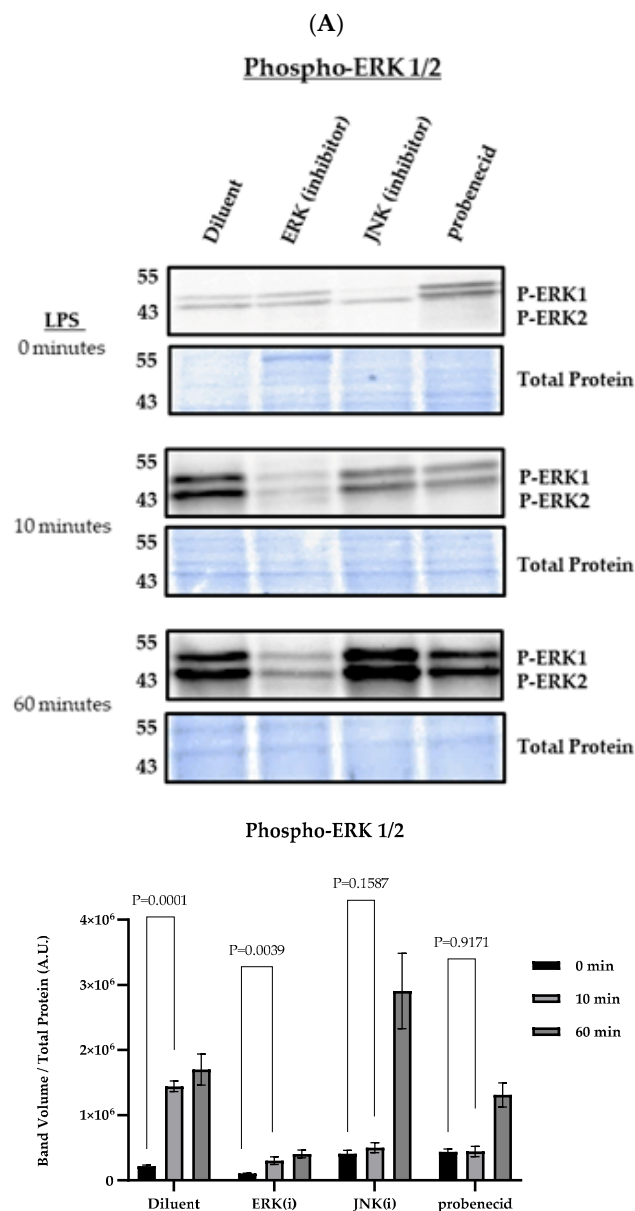 (A)
Phospho-ERK 1/2
Diluent
ERK (inhibitor)
JNK (inhibitor)
probenecid
LPS
0 minutes
55
43
P-ERK1
P-ERK2
55
43
Total Protein
10 minutes
55
43
P-ERK1
P-ERK2
55
43
Total Protein
60 minutes
55
43
P-ERK1
P-ERK2
55
43
Total Protein
Phospho-ERK 1/2
Band Volume / Total Protein (A.U.)
4×10⁶
3×10⁶
2×10⁶
1×10⁶
0
P=0.0001
P=0.0039
P=0.1587
P=0.9171
0 min
10 min
60 min
Diluent
ERK(i)
JNK(i)
probenecid